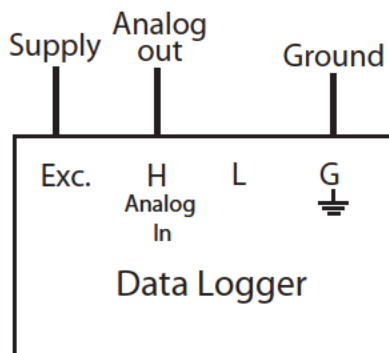 Supply
Analog
out
Ground
Exc.
H
L
G
Analog
In
Data Logger